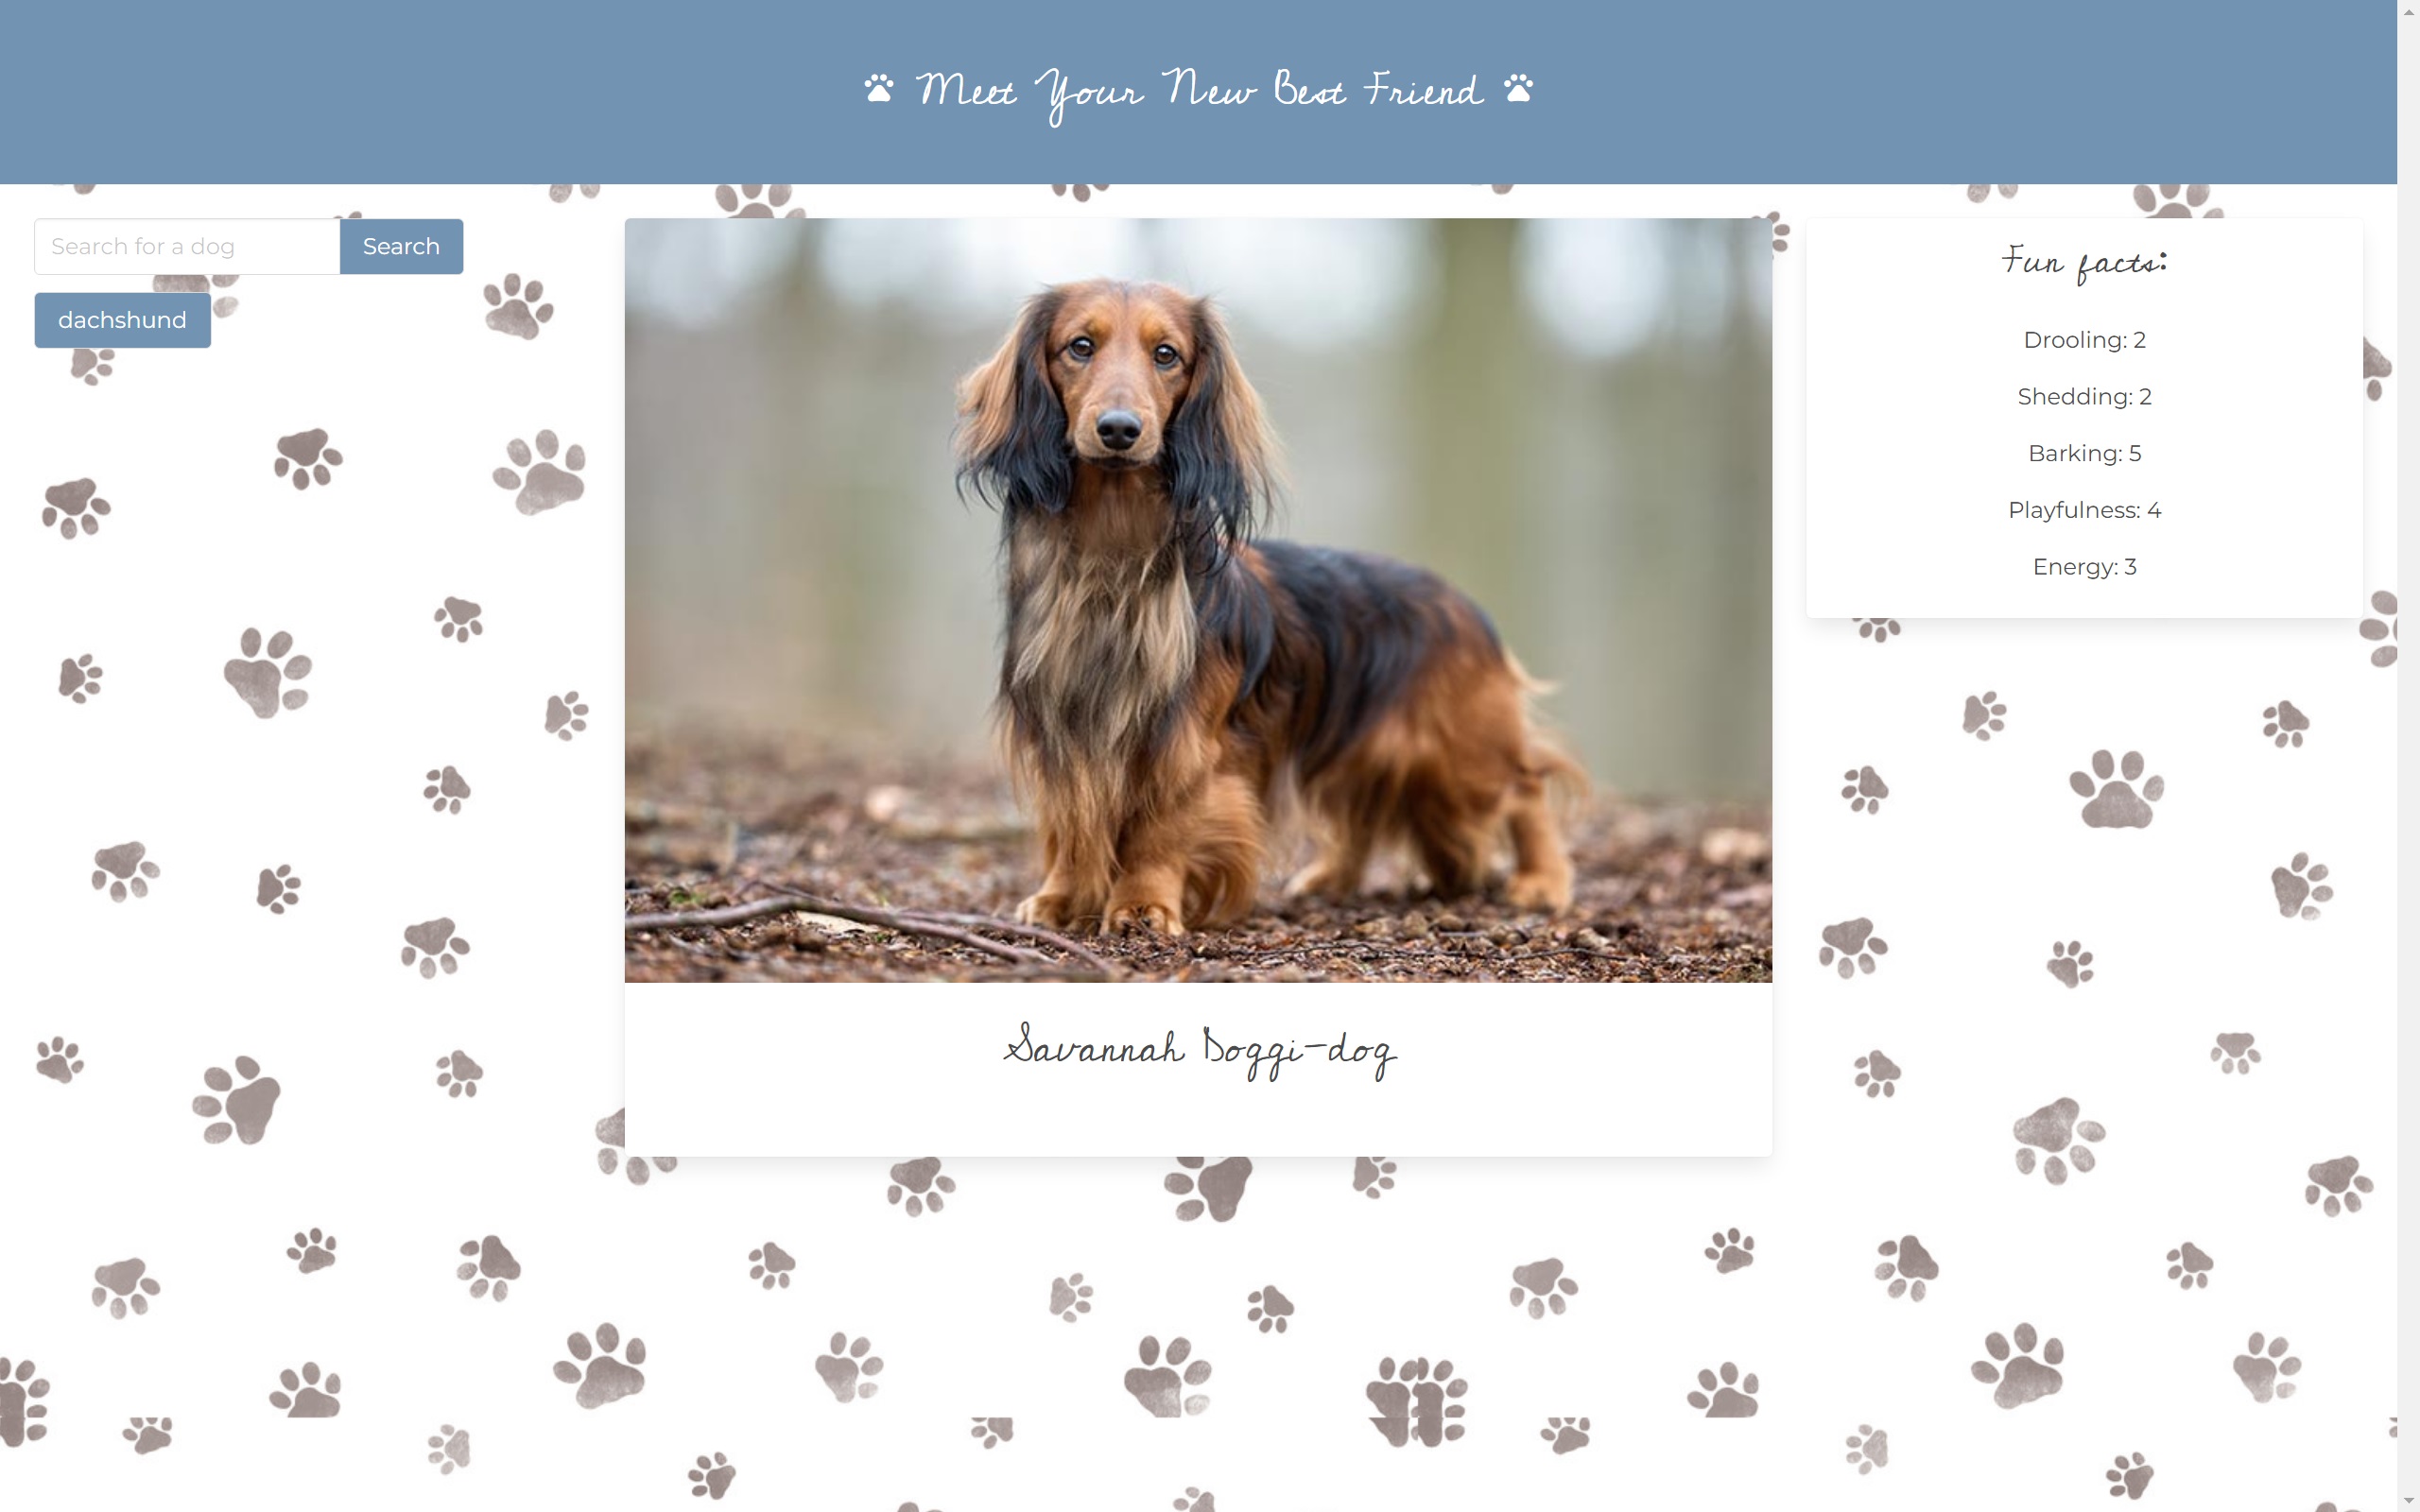 Meet Your New Best Friend
Search for a dog
Search
dachshund
Savannah Doggi-dog
Fun facts:
Drooling: 2
Shedding: 2
Barking: 5
Playfulness: 4
Energy: 3